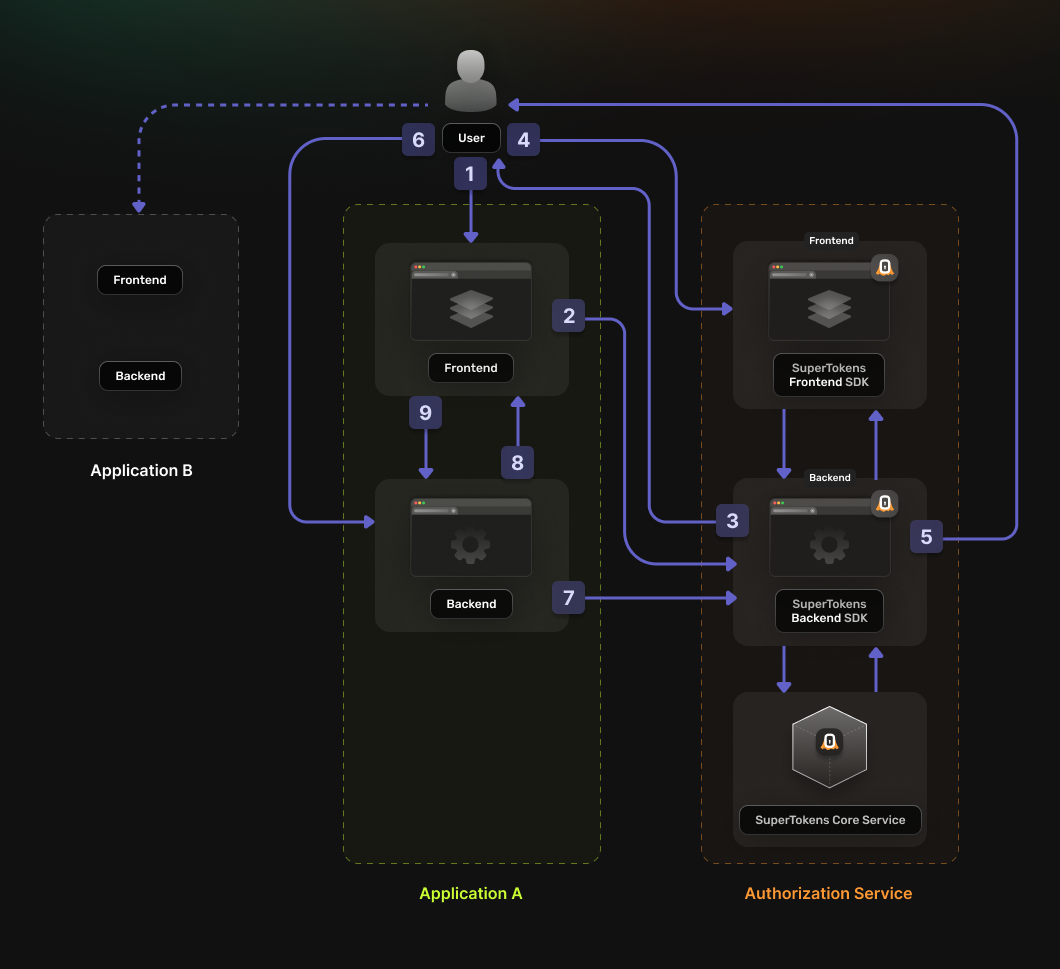 6
User
4
1
Frontend
Frontend
2
Frontend
SuperTokens
Frontend SDK
Backend
9
Application B
8
Backend
3
5
7
Backend
SuperTokens
Backend SDK
SuperTokens Core Service
Application A
Authorization Service